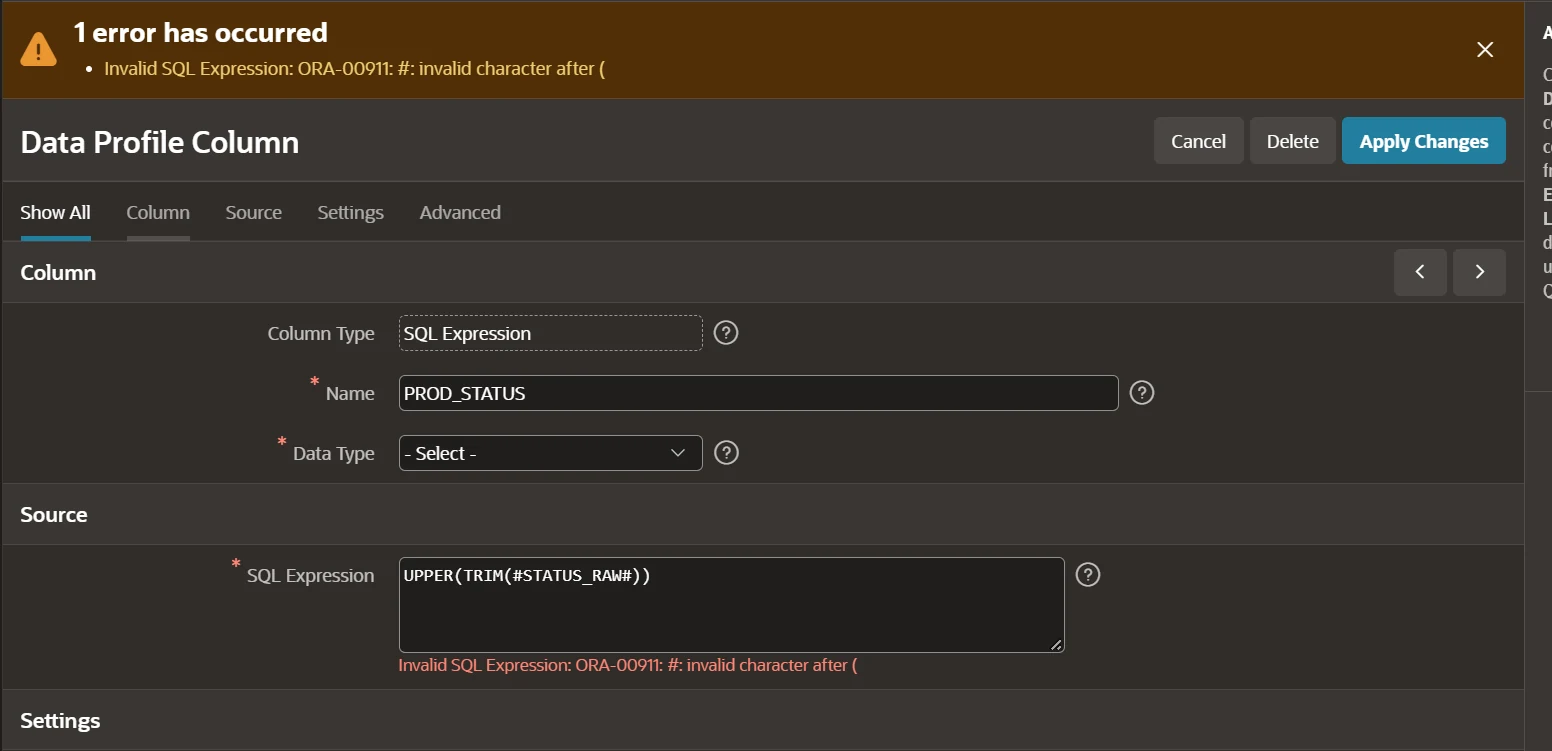 1 error has occurred
• Invalid SQL Expression: ORA-00911: #: invalid character after (
Data Profile Column
Cancel
Delete
Apply Changes
Show All
Column
Source
Settings
Advanced
Column
Column Type
SQL Expression
* Name
PROD_STATUS
* Data Type
- Select -
Source
* SQL Expression
UPPER(TRIM(#STATUS_RAW#))
Invalid SQL Expression: ORA-00911: #: invalid character after (
Settings